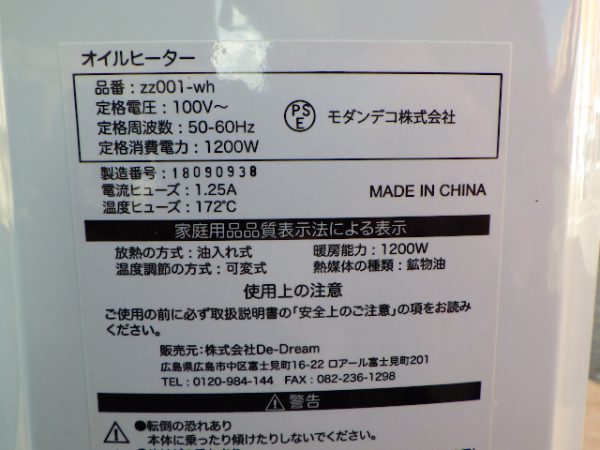 オイルヒーター
品番：zz001-wh
定格電圧：100V～
定格周波数：50-60Hz
定格消費電力：1200W
PSE
モダンデコ株式会社
製造番号：18090938
電流ヒューズ：1.25A
温度ヒューズ：172℃
MADE IN CHINA
家庭用品品質表示法による表示
放熱の方式：油入れ式 暖房能力：1200W
温度調節の方式：可変式 熱媒体の種類：鉱物油
使用上の注意
ご使用の前に必ず取扱説明書の「安全上のご注意」の項をお読み
ください。
販売元：株式会社De-Dream
広島県広島市中区富士見町16-22 ロアール富士見町201
TEL：0120-984-144 FAX：082-236-1298
警告
●転倒の恐れあり
本体に乗ったり傾けたりしないでください。